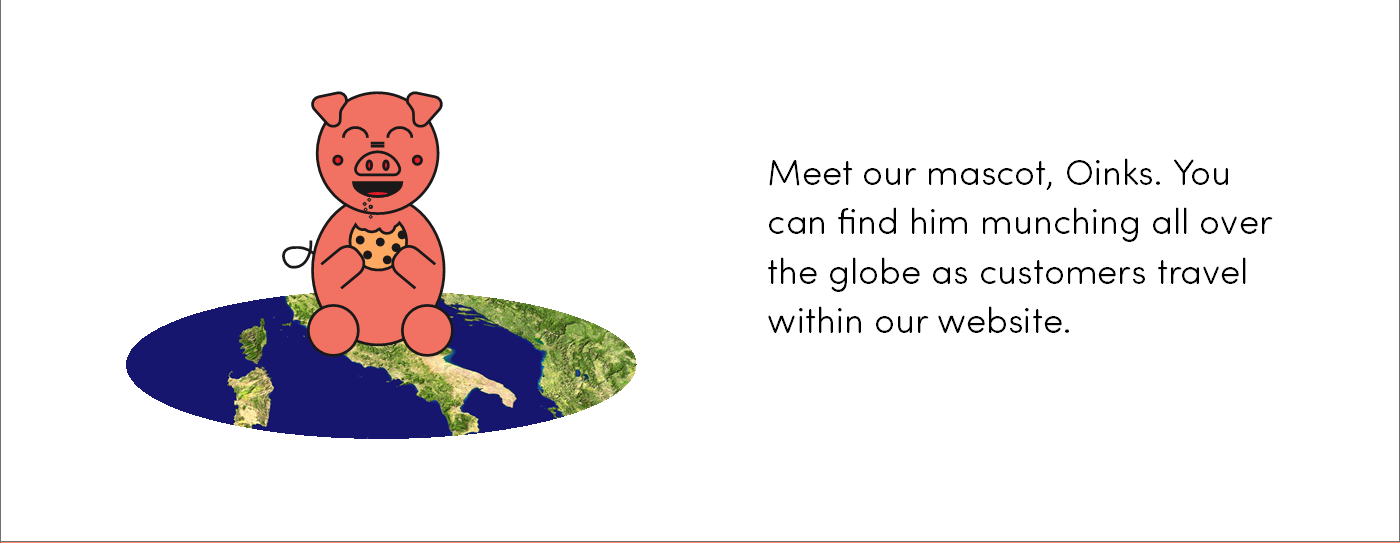 Meet our mascot, Oinks. You
can find him munching all over
the globe as customers travel
within our website.